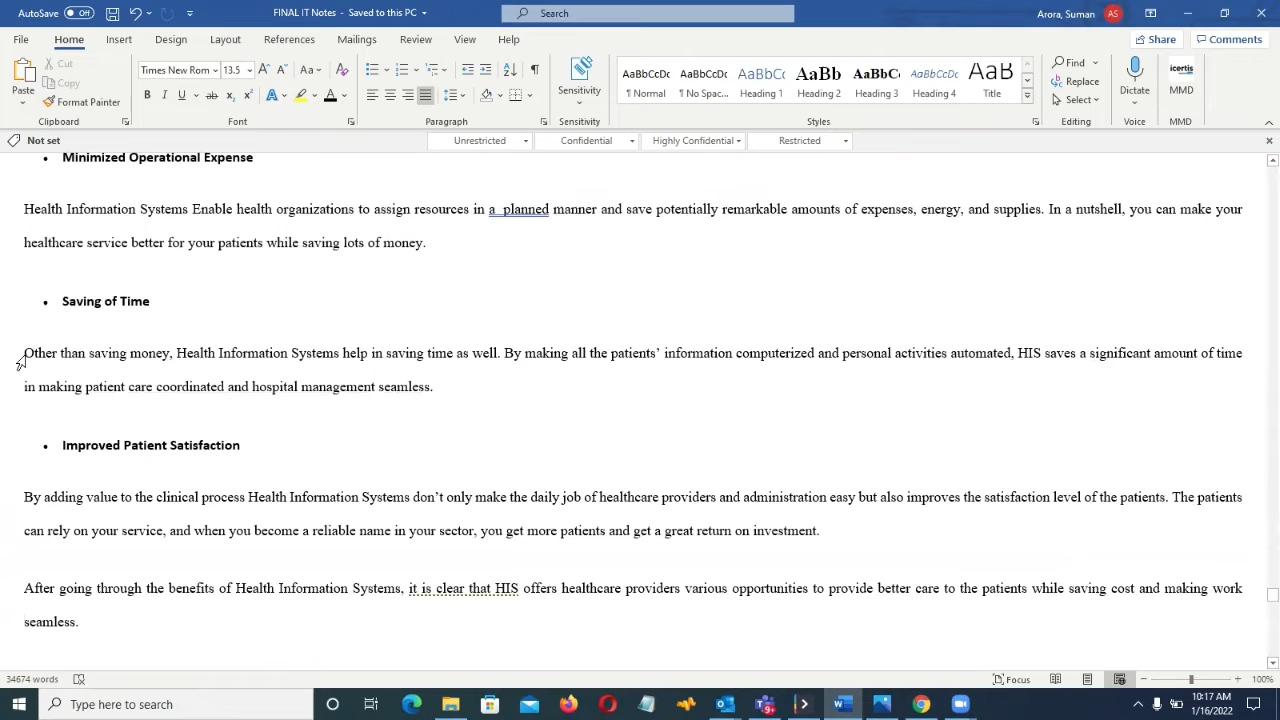 AutoSave Off FINAL iT Notes - Saved to this PC Search Arora, Suman AS
File Home Insert Design Layout References Mailings Review View Help Share Comments
Paste Cut Copy Format Painter
Times New Rom 13.5 Aa
B I U ab x₂ x² A A
Sensitivity
AaBbCcDc AaBbCcDc AaBbCc AaBb AaBbC AaBbCcDc AaB
¶ Normal ¶ No Spac... Heading 1 Heading 2 Heading 3 Heading 4 Title
Find Replace Select
Dictate
icertis MMD
Clipboard Font Paragraph Sensitivity Styles Editing Voice MMD
Not set Unrestricted Confidential Highly Confidential Restricted
• Minimized Operational Expense
Health Information Systems Enable health organizations to assign resources in a planned manner and save potentially remarkable amounts of expenses, energy, and supplies. In a nutshell, you can make your
healthcare service better for your patients while saving lots of money.
• Saving of Time
Other than saving money, Health Information Systems help in saving time as well. By making all the patients’ information computerized and personal activities automated, HIS saves a significant amount of time
in making patient care coordinated and hospital management seamless.
• Improved Patient Satisfaction
By adding value to the clinical process Health Information Systems don’t only make the daily job of healthcare providers and administration easy but also improves the satisfaction level of the patients. The patients
can rely on your service, and when you become a reliable name in your sector, you get more patients and get a great return on investment.
After going through the benefits of Health Information Systems, it is clear that HIS offers healthcare providers various opportunities to provide better care to the patients while saving cost and making work
seamless.
34674 words Focus 100%
Type here to search 10:17 AM
1/16/2022